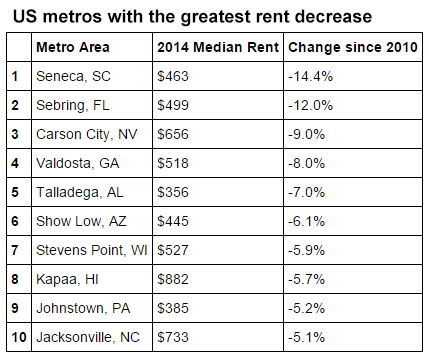 US metros with the greatest rent decrease
Metro Area 2014 Median Rent Change since 2010
1 Seneca, SC $463 -14.4%
2 Sebring, FL $499 -12.0%
3 Carson City, NV $656 -9.0%
4 Valdosta, GA $518 -8.0%
5 Talladega, AL $356 -7.0%
6 Show Low, AZ $445 -6.1%
7 Stevens Point, WI $527 -5.9%
8 Kapaa, HI $882 -5.7%
9 Johnstown, PA $385 -5.2%
10 Jacksonville, NC $733 -5.1%